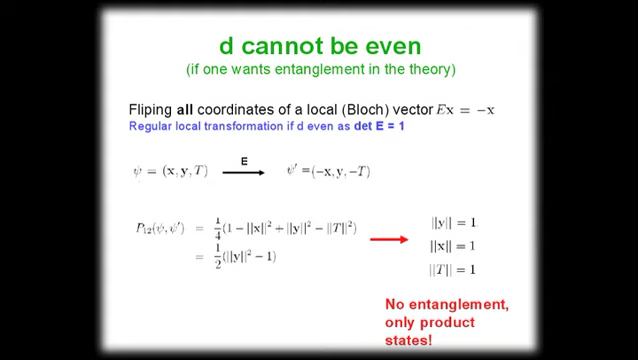 d cannot be even
(if one wants entanglement in the theory)
Fliping all coordinates of a local (Bloch) vector Ex = −x
Regular local transformation if d even as det E = 1
ψ = (x, y, T) E ψ' = (−x, y, −T)
P₁₂(ψ, ψ') = 1/4 (1 − ||x||² + ||y||² − ||T||²)
= 1/2 (||y||² − 1)
||y|| = 1
||x|| = 1
||T|| = 1
No entanglement,
only product
states!